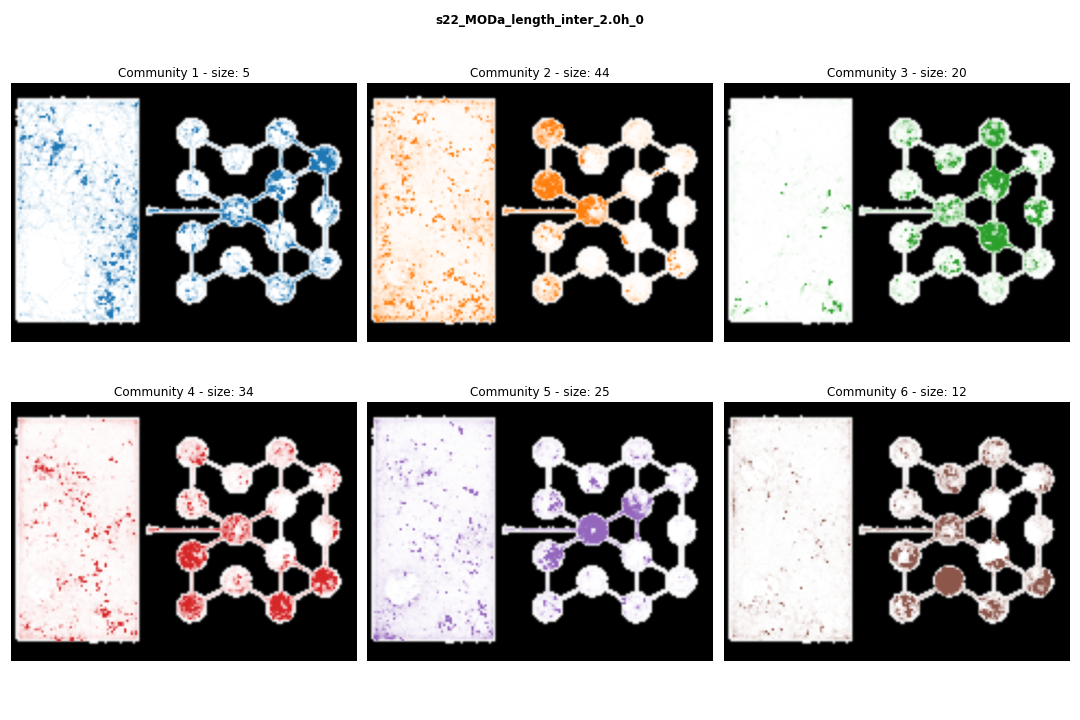 s22_MODa_length_inter_2.0h_0
Community 1 - size: 5
Community 2 - size: 44
Community 3 - size: 20
Community 4 - size: 34
Community 5 - size: 25
Community 6 - size: 12